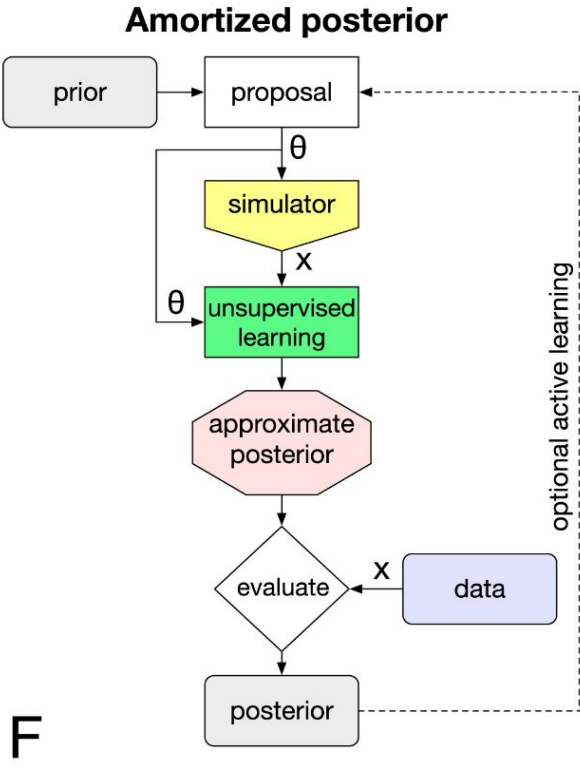 Amortized posterior
prior
proposal
θ
simulator
x
θ
unsupervised
learning
approximate
posterior
evaluate
x
data
posterior
optional active learning
F